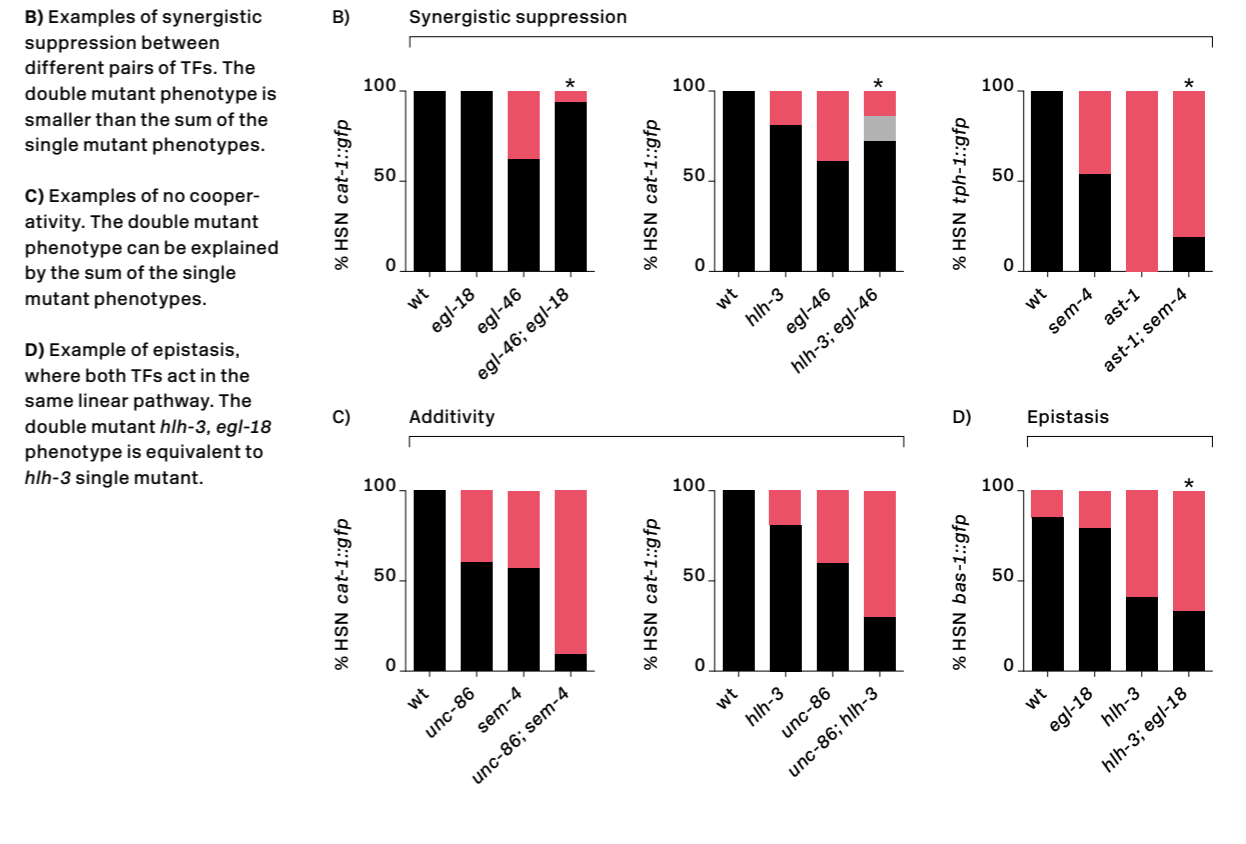 B) Examples of synergistic
suppression between
different pairs of TFs. The
double mutant phenotype is
smaller than the sum of the
single mutant phenotypes.
C) Examples of no cooper-
ativity. The double mutant
phenotype can be explained
by the sum of the single
mutant phenotypes.
D) Example of epistasis,
where both TFs act in the
same linear pathway. The
double mutant hlh-3, egl-18
phenotype is equivalent to
hlh-3 single mutant.
B) Synergistic suppression
% HSN cat-1::gfp
100
50
0
*
wt
egl-18
egl-46
egl-46; egl-18
% HSN cat-1::gfp
100
50
0
*
wt
hlh-3
egl-46
hlh-3; egl-46
% HSN tph-1::gfp
100
50
0
*
wt
sem-4
ast-1
ast-1; sem-4
C) Additivity
% HSN cat-1::gfp
100
50
0
wt
unc-86
sem-4
unc-86; sem-4
% HSN cat-1::gfp
100
50
0
wt
hlh-3
unc-86
unc-86; hlh-3
D) Epistasis
% HSN bas-1::gfp
100
50
0
*
wt
egl-18
hlh-3
hlh-3; egl-18